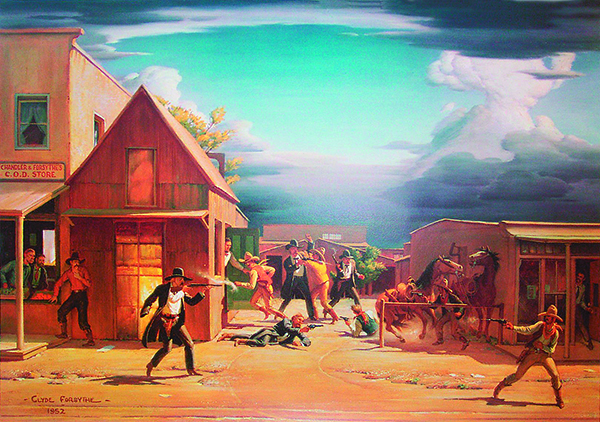 CHANDLER & FORSYTHE'S
C.O.D. STORE
- CLYDE FORSYTHE -
1952